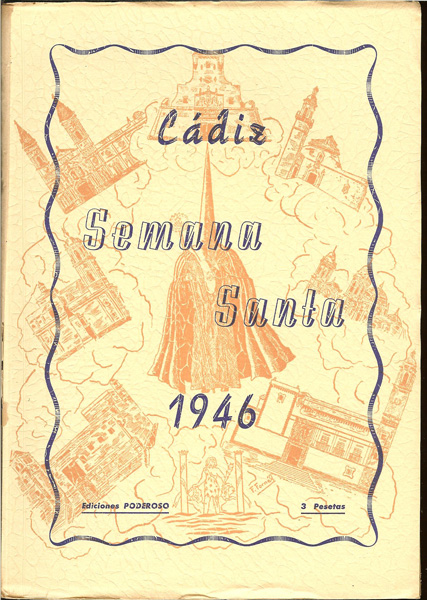 Cádiz
Semana
Santa
1946
Ediciones PODEROSO
3 Pesetas